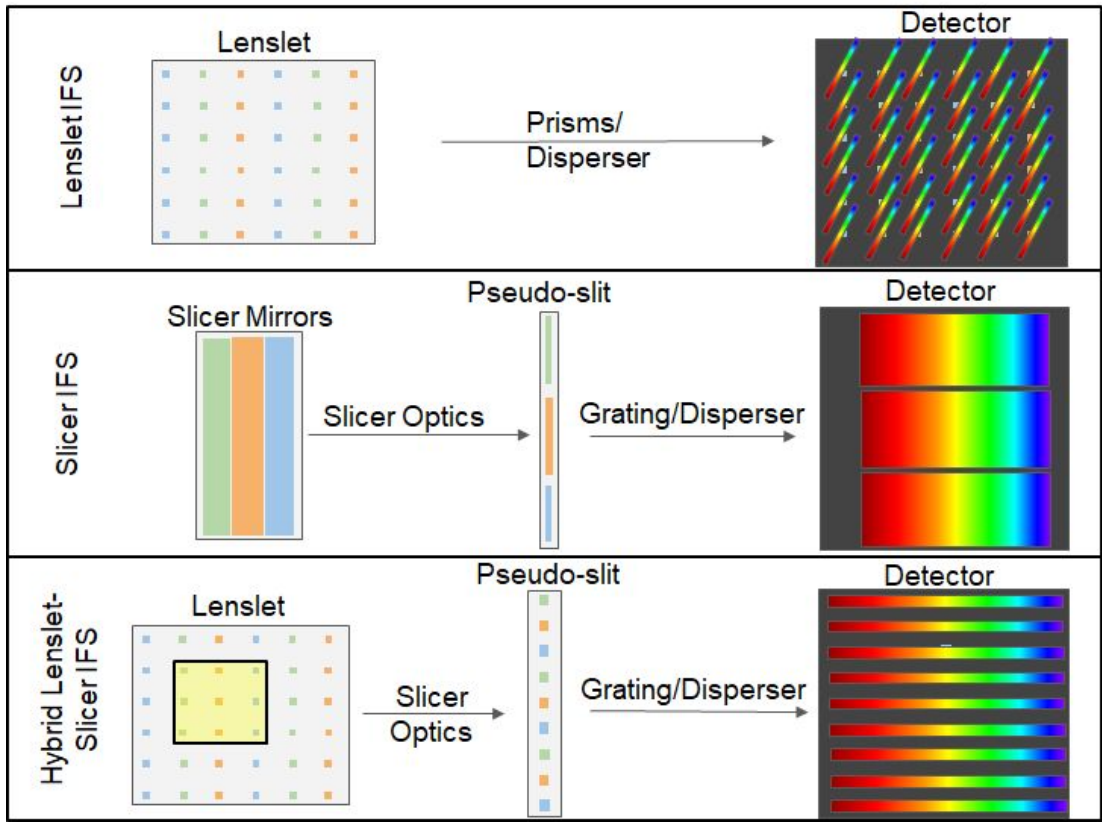 Lenslet IFS
Lenslet
Prisms/
Disperser
Detector
Slicer IFS
Slicer Mirrors
Slicer Optics
Pseudo-slit
Grating/Disperser
Detector
Hybrid Lenslet-
Slicer IFS
Lenslet
Slicer
Optics
Pseudo-slit
Grating/Disperser
Detector